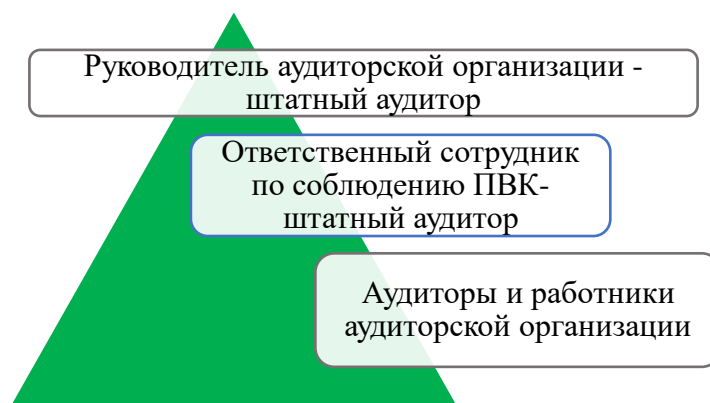 Руководитель аудиторской организации -
штатный аудитор
Ответственный сотрудник
по соблюдению ПВК-
штатный аудитор
Аудиторы и работники
аудиторской организации